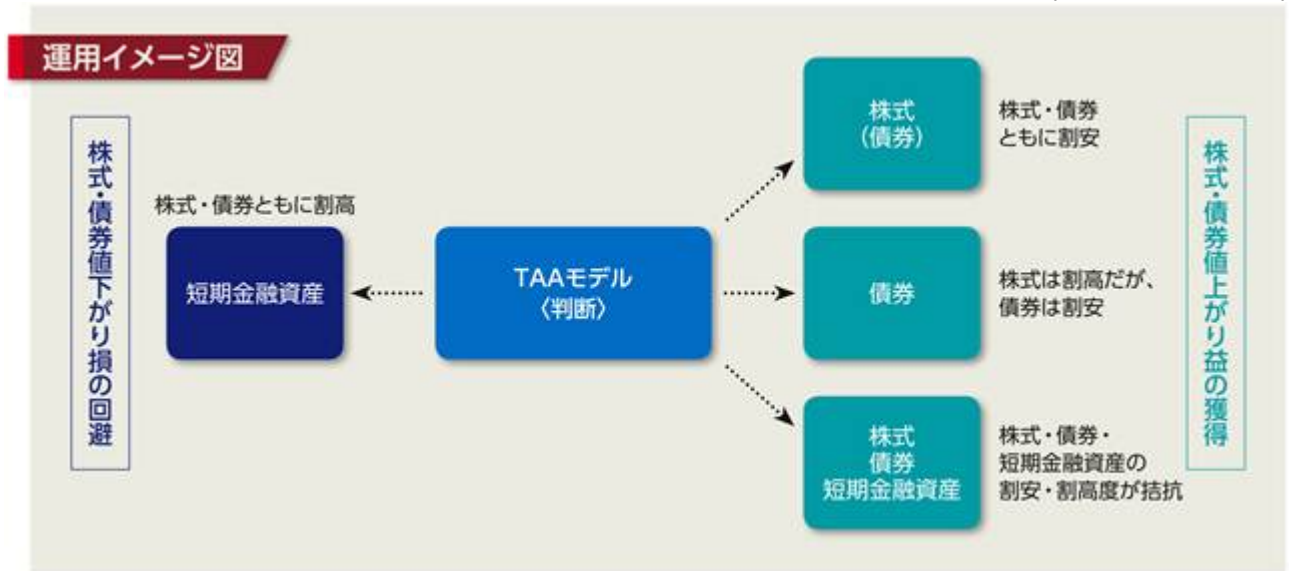 運用イメージ図
株式・債券値下がり損の回避
株式・債券ともに割高
短期金融資産
TAAモデル
〈判断〉
株式
(債券)
株式・債券
ともに割安
債券
株式は割高だが、
債券は割安
株式
債券
短期金融資産
株式・債券・
短期金融資産の
割安・割高度が拮抗
株式・債券値上がり益の獲得